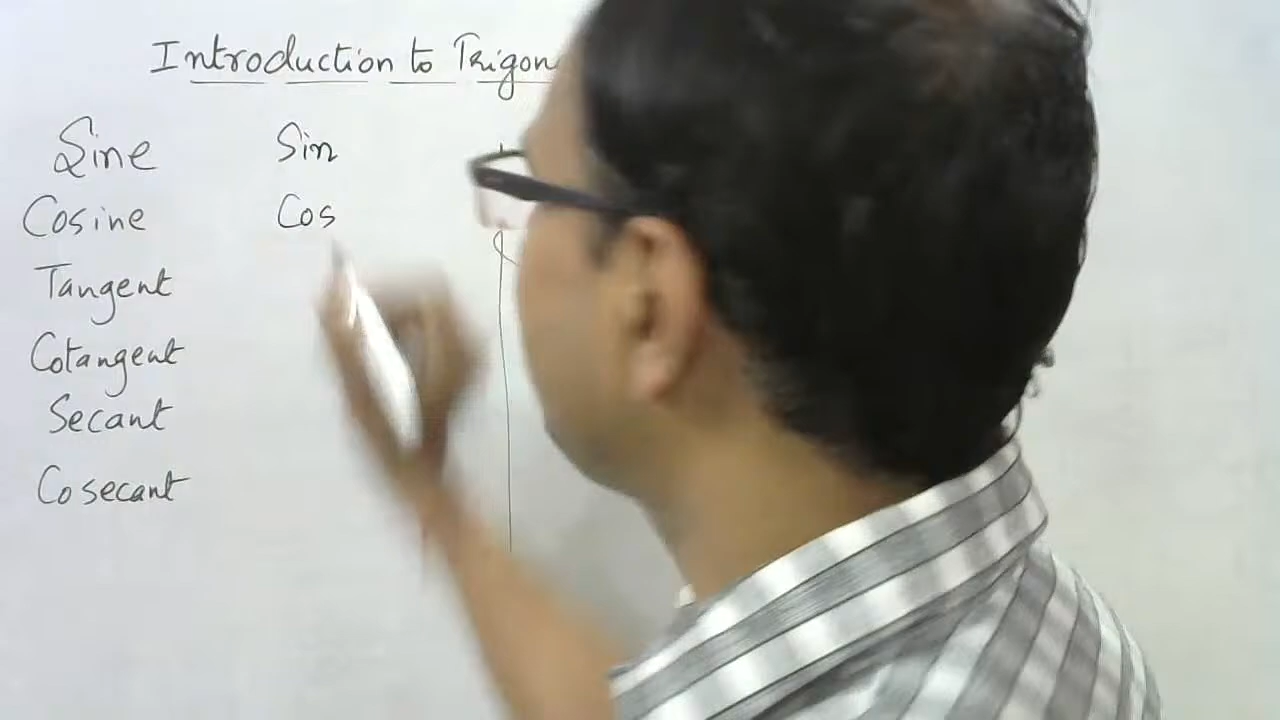 Introduction to Trigon
Sine Sin
Cosine Cos
Tangent
Cotangent
Secant
Cosecant